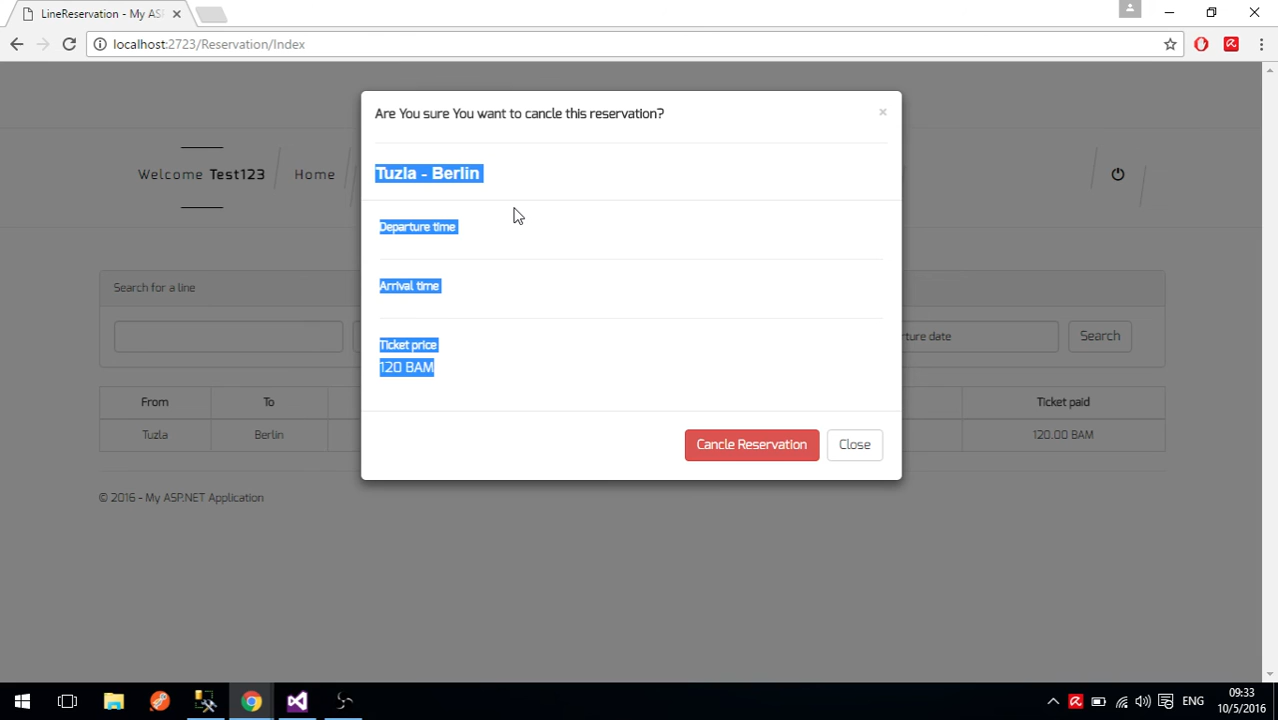 LineReservation - My AS
localhost:2723/Reservation/Index
Are You sure You want to cancle this reservation?
×
Tuzla - Berlin
Welcome Test123
Home
Departure time
Arrival time
Search for a line
ture date
Search
Ticket price
120 BAM
From
To
Ticket paid
Tuzla
Berlin
120.00 BAM
Cancle Reservation
Close
© 2016 - My ASP.NET Application
ENG
09:33
10/5/2016